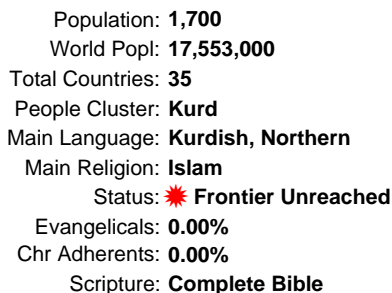 Population: 1,700
World Popl: 17,553,000
Total Countries: 35
People Cluster: Kurd
Main Language: Kurdish, Northern
Main Religion: Islam
Status: Frontier Unreached
Evangelicals: 0.00%
Chr Adherents: 0.00%
Scripture: Complete Bible